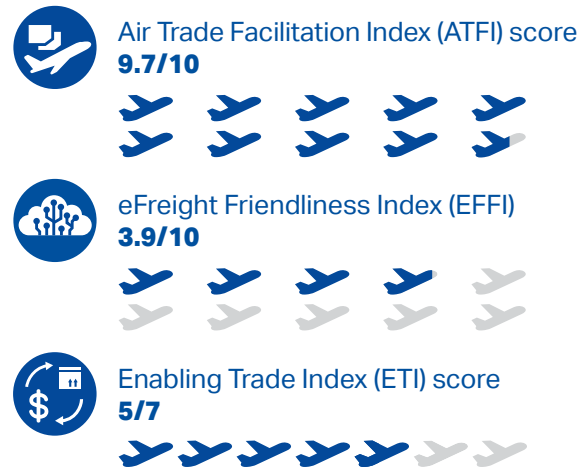 Air Trade Facilitation Index (ATFI) score
9.7/10
eFreight Friendliness Index (EFFI)
3.9/10
$
Enabling Trade Index (ETI) score
5/7